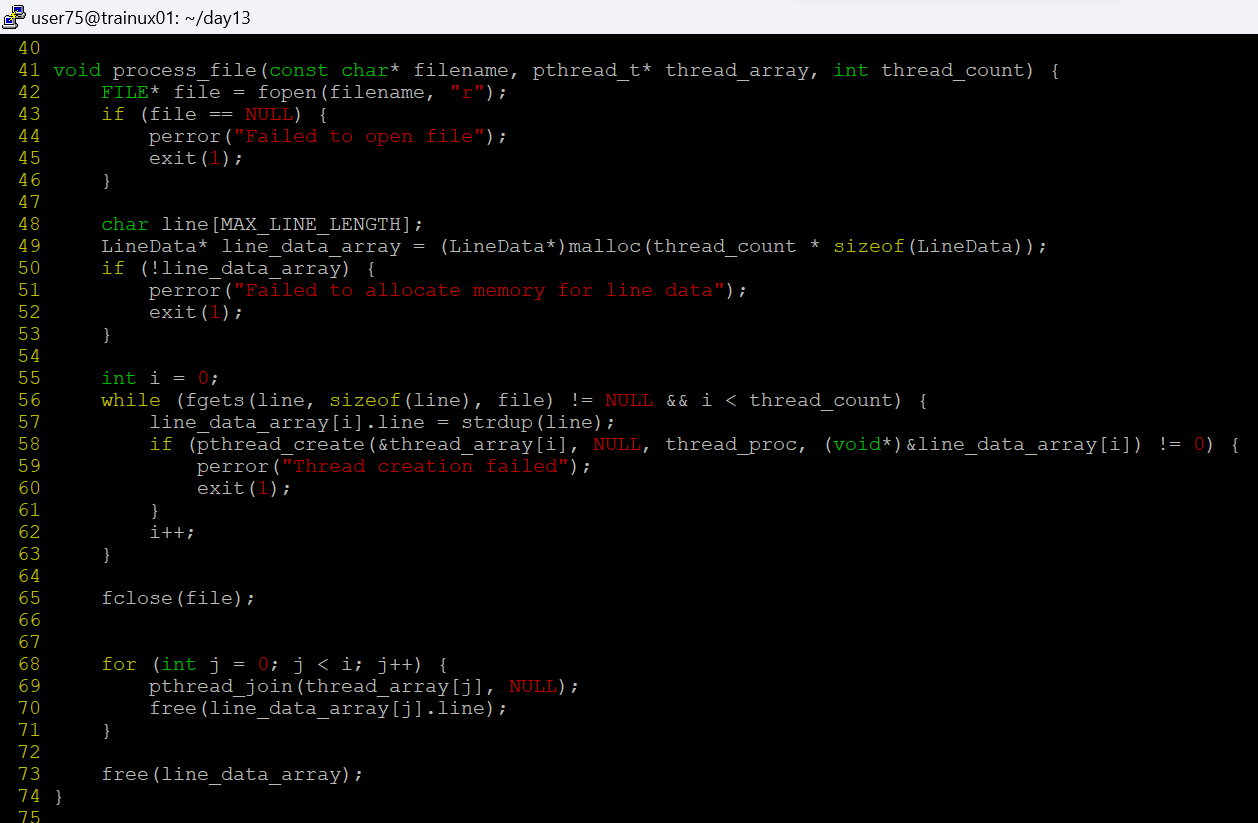 user75@trainux01: ~/day13
40
41 void process_file(const char* filename, pthread_t* thread_array, int thread_count) {
42     FILE* file = fopen(filename, "r");
43     if (file == NULL) {
44         perror("Failed to open file");
45         exit(1);
46     }
47
48     char line[MAX_LINE_LENGTH];
49     LineData* line_data_array = (LineData*)malloc(thread_count * sizeof(LineData));
50     if (!line_data_array) {
51         perror("Failed to allocate memory for line data");
52         exit(1);
53     }
54
55     int i = 0;
56     while (fgets(line, sizeof(line), file) != NULL && i < thread_count) {
57         line_data_array[i].line = strdup(line);
58         if (pthread_create(&thread_array[i], NULL, thread_proc, (void*)&line_data_array[i]) != 0) {
59             perror("Thread creation failed");
60             exit(1);
61         }
62         i++;
63     }
64
65     fclose(file);
66
67
68     for (int j = 0; j < i; j++) {
69         pthread_join(thread_array[j], NULL);
70         free(line_data_array[j].line);
71     }
72
73     free(line_data_array);
74 }
75